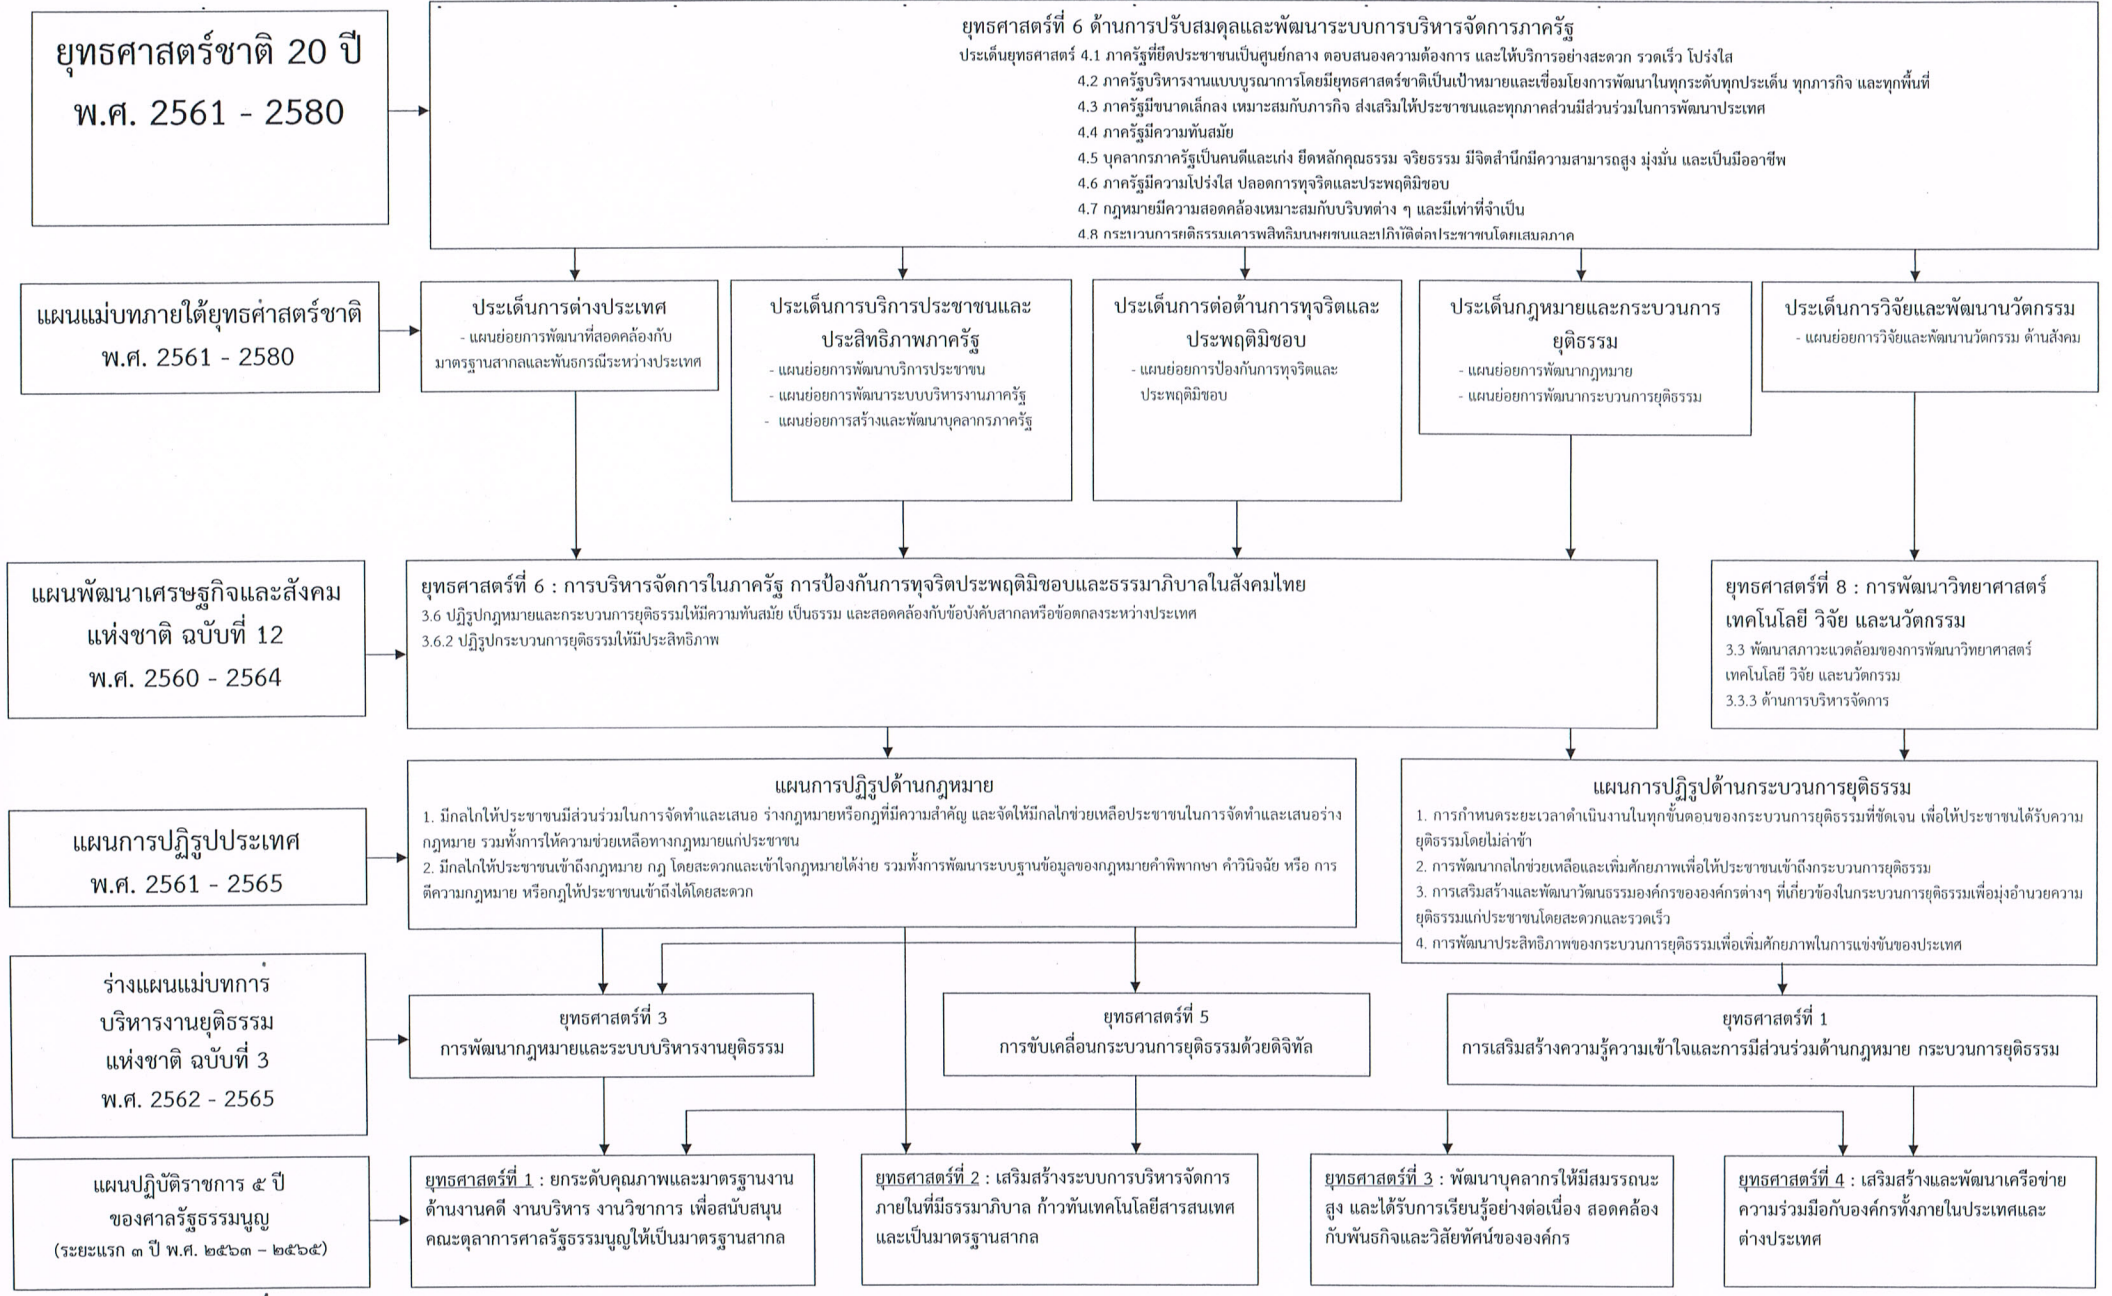 ยุทธศาสตร์ชาติ 20 ปี
พ.ศ. 2561 - 2580
ยุทธศาสตร์ที่ 6 ด้านการปรับสมดุลและพัฒนาระบบการบริหารจัดการภาครัฐ
ประเด็นยุทธศาสตร์ 4.1 ภาครัฐที่ยึดประชาชนเป็นศูนย์กลาง ตอบสนองความต้องการ และให้บริการอย่างสะดวก รวดเร็ว โปร่งใส
4.2 ภาครัฐบริหารงานแบบบูรณาการโดยมียุทธศาสตร์ชาติเป็นเป้าหมายและเชื่อมโยงการพัฒนาในทุกระดับทุกประเด็น ทุกภารกิจ และทุกพื้นที่
4.3 ภาครัฐมีขนาดเล็กลง เหมาะสมกับภารกิจ ส่งเสริมให้ประชาชนและทุกภาคส่วนมีส่วนร่วมในการพัฒนาประเทศ
4.4 ภาครัฐมีความทันสมัย
4.5 บุคลากรภาครัฐเป็นคนดีและเก่ง ยึดหลักคุณธรรม จริยธรรม มีจิตสำนึกมีความสามารถสูง มุ่งมั่น และเป็นมืออาชีพ
4.6 ภาครัฐมีความโปร่งใส ปลอดการทุจริตและประพฤติมิชอบ
4.7 กฎหมายมีความสอดคล้องเหมาะสมกับบริบทต่าง ๆ และมีเท่าที่จำเป็น
4.8 กระบวนการยุติธรรมเคารพสิทธิมนุษยชนและปฏิบัติต่อประชาชนโดยเสมอภาค
แผนแม่บทภายใต้ยุทธศาสตร์ชาติ
พ.ศ. 2561 - 2580
ประเด็นการต่างประเทศ
- แผนย่อยการพัฒนาที่สอดคล้องกับ
มาตรฐานสากลและพันธกรณีระหว่างประเทศ
ประเด็นการบริการประชาชนและ
ประสิทธิภาพภาครัฐ
- แผนย่อยการพัฒนาบริการประชาชน
- แผนย่อยการพัฒนาระบบบริหารงานภาครัฐ
- แผนย่อยการสร้างและพัฒนาบุคลากรภาครัฐ
ประเด็นการต่อต้านการทุจริตและ
ประพฤติมิชอบ
- แผนย่อยการป้องกันการทุจริตและ
ประพฤติมิชอบ
ประเด็นกฎหมายและกระบวนการ
ยุติธรรม
- แผนย่อยการพัฒนากฎหมาย
- แผนย่อยการพัฒนากระบวนการยุติธรรม
ประเด็นการวิจัยและพัฒนานวัตกรรม
- แผนย่อยการวิจัยและพัฒนานวัตกรรม ด้านสังคม
แผนพัฒนาเศรษฐกิจและสังคม
แห่งชาติ ฉบับที่ 12
พ.ศ. 2560 - 2564
ยุทธศาสตร์ที่ 6 : การบริหารจัดการในภาครัฐ การป้องกันการทุจริตประพฤติมิชอบและธรรมาภิบาลในสังคมไทย
3.6 ปฏิรูปกฎหมายและกระบวนการยุติธรรมให้มีความทันสมัย เป็นธรรม และสอดคล้องกับข้อบังคับสากลหรือข้อตกลงระหว่างประเทศ
3.6.2 ปฏิรูปกระบวนการยุติธรรมให้มีประสิทธิภาพ
ยุทธศาสตร์ที่ 8 : การพัฒนาวิทยาศาสตร์
เทคโนโลยี วิจัย และนวัตกรรม
3.3 พัฒนาสภาวะแวดล้อมของการพัฒนาวิทยาศาสตร์
เทคโนโลยี วิจัย และนวัตกรรม
3.3.3 ด้านการบริหารจัดการ
แผนการปฏิรูปประเทศ
พ.ศ. 2561 - 2565
แผนการปฏิรูปด้านกฎหมาย
1. มีกลไกให้ประชาชนมีส่วนร่วมในการจัดทำและเสนอ ร่างกฎหมายหรือกฎที่มีความสำคัญ และจัดให้มีกลไกช่วยเหลือประชาชนในการจัดทำและเสนอร่าง
กฎหมาย รวมทั้งการให้ความช่วยเหลือทางกฎหมายแก่ประชาชน
2. มีกลไกให้ประชาชนเข้าถึงกฎหมาย กฎ โดยสะดวกและเข้าใจกฎหมายได้ง่าย รวมทั้งการพัฒนาระบบฐานข้อมูลของกฎหมายคำพิพากษา คำวินิจฉัย หรือ การ
ตีความกฎหมาย หรือกฎให้ประชาชนเข้าถึงได้โดยสะดวก
แผนการปฏิรูปด้านกระบวนการยุติธรรม
1. การกำหนดระยะเวลาดำเนินงานในทุกขั้นตอนของกระบวนการยุติธรรมที่ชัดเจน เพื่อให้ประชาชนได้รับความ
ยุติธรรมโดยไม่ล่าช้า
2. การพัฒนากลไกช่วยเหลือและเพิ่มศักยภาพเพื่อให้ประชาชนเข้าถึงกระบวนการยุติธรรม
3. การเสริมสร้างและพัฒนาวัฒนธรรมองค์กรขององค์กรต่างๆ ที่เกี่ยวข้องในกระบวนการยุติธรรมเพื่อมุ่งอำนวยความ
ยุติธรรมแก่ประชาชนโดยสะดวกและรวดเร็ว
4. การพัฒนาประสิทธิภาพของกระบวนการยุติธรรมเพื่อเพิ่มศักยภาพในการแข่งขันของประเทศ
ร่างแผนแม่บทการ
บริหารงานยุติธรรม
แห่งชาติ ฉบับที่ 3
พ.ศ. 2562 - 2565
ยุทธศาสตร์ที่ 3
การพัฒนากฎหมายและระบบบริหารงานยุติธรรม
ยุทธศาสตร์ที่ 5
การขับเคลื่อนกระบวนการยุติธรรมด้วยดิจิทัล
ยุทธศาสตร์ที่ 1
การเสริมสร้างความรู้ความเข้าใจและการมีส่วนร่วมด้านกฎหมาย กระบวนการยุติธรรม
แผนปฏิบัติราชการ ๕ ปี
ของศาลรัฐธรรมนูญ
(ระยะแรก ๓ ปี พ.ศ. ๒๕๖๓ – ๒๕๖๕)
ยุทธศาสตร์ที่ 1 : ยกระดับคุณภาพและมาตรฐานงาน
ด้านงานคดี งานบริหาร งานวิชาการ เพื่อสนับสนุน
คณะตุลาการศาลรัฐธรรมนูญให้เป็นมาตรฐานสากล
ยุทธศาสตร์ที่ 2 : เสริมสร้างระบบการบริหารจัดการ
ภายในที่มีธรรมาภิบาล ก้าวทันเทคโนโลยีสารสนเทศ
และเป็นมาตรฐานสากล
ยุทธศาสตร์ที่ 3 : พัฒนาบุคลากรให้มีสมรรถนะ
สูง และได้รับการเรียนรู้อย่างต่อเนื่อง สอดคล้อง
กับพันธกิจและวิสัยทัศน์ขององค์กร
ยุทธศาสตร์ที่ 4 : เสริมสร้างและพัฒนาเครือข่าย
ความร่วมมือกับองค์กรทั้งภายในประเทศและ
ต่างประเทศ